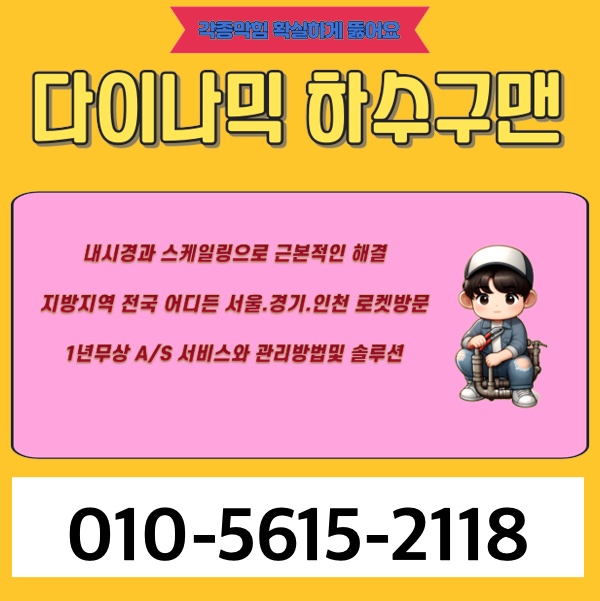 각종막힘 확실하게 뚫어요
다이나믹 하수구맨
내시경과 스케일링으로 근본적인 해결
지방지역 전국 어디든 서울.경기.인천 로켓방문
1년무상 A/S 서비스와 관리방법및 솔루션
010-5615-2118